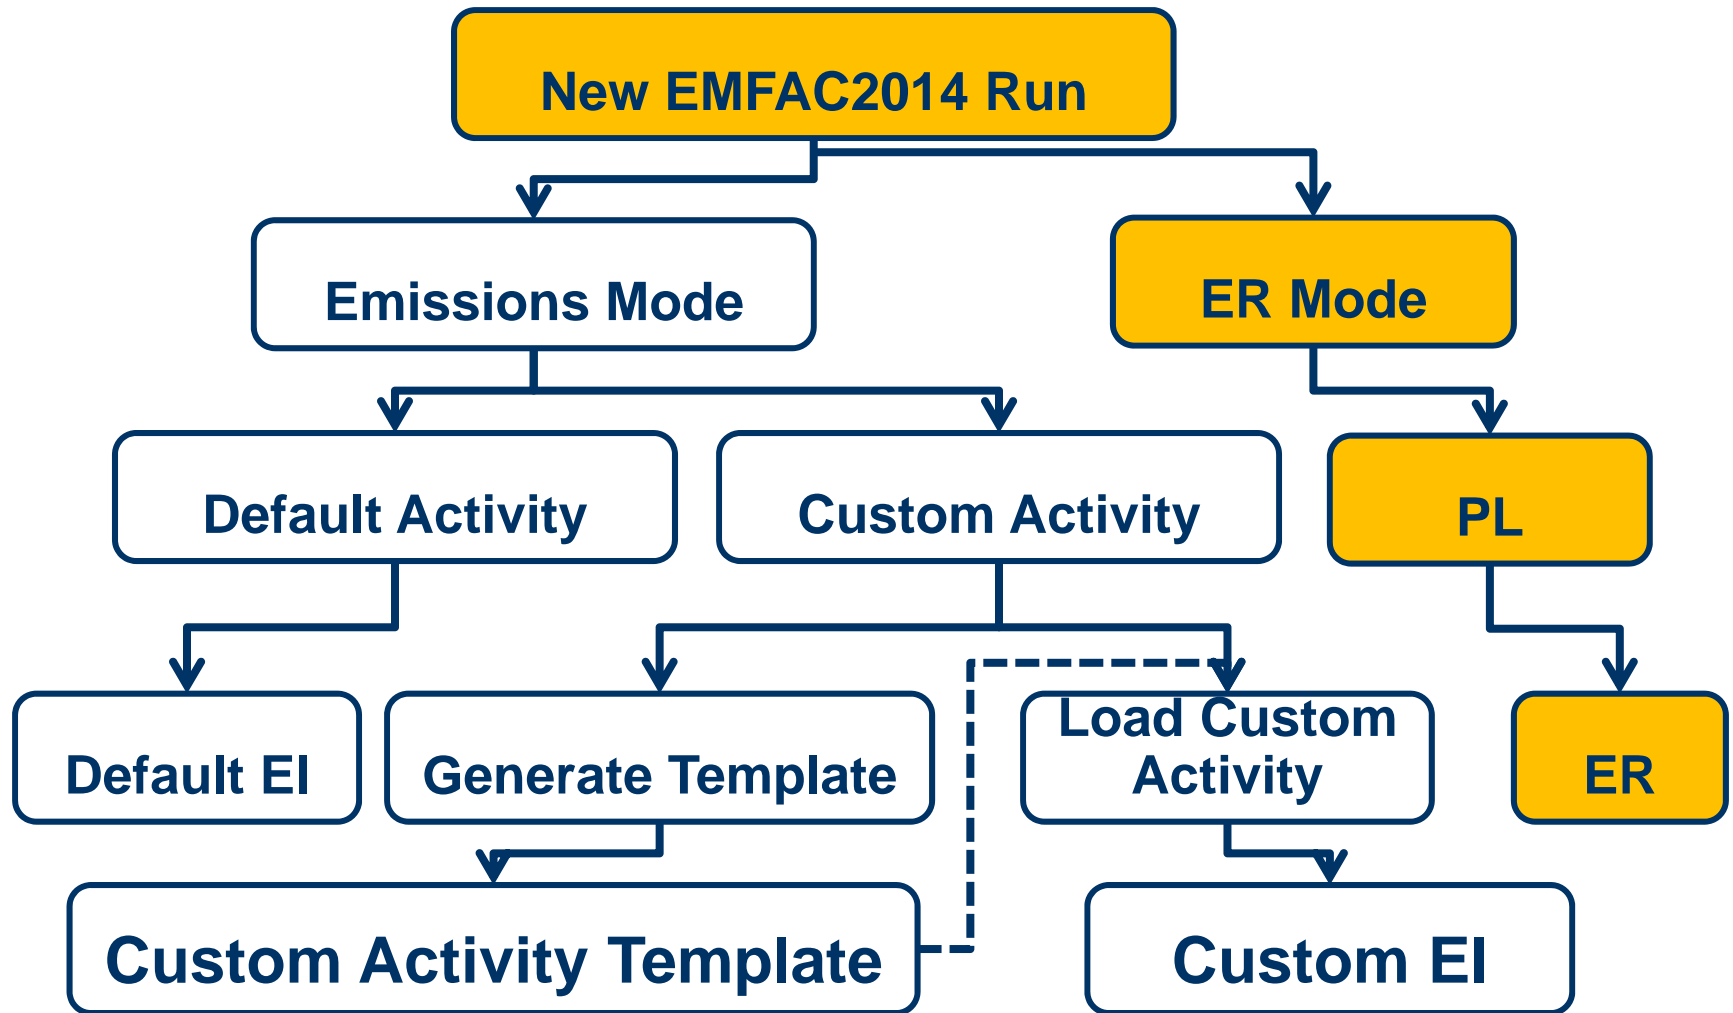 New EMFAC2014 Run
Emissions Mode
ER Mode
Default Activity
Custom Activity
PL
Default EI
Generate Template
Load Custom
Activity
ER
Custom Activity Template
Custom EI